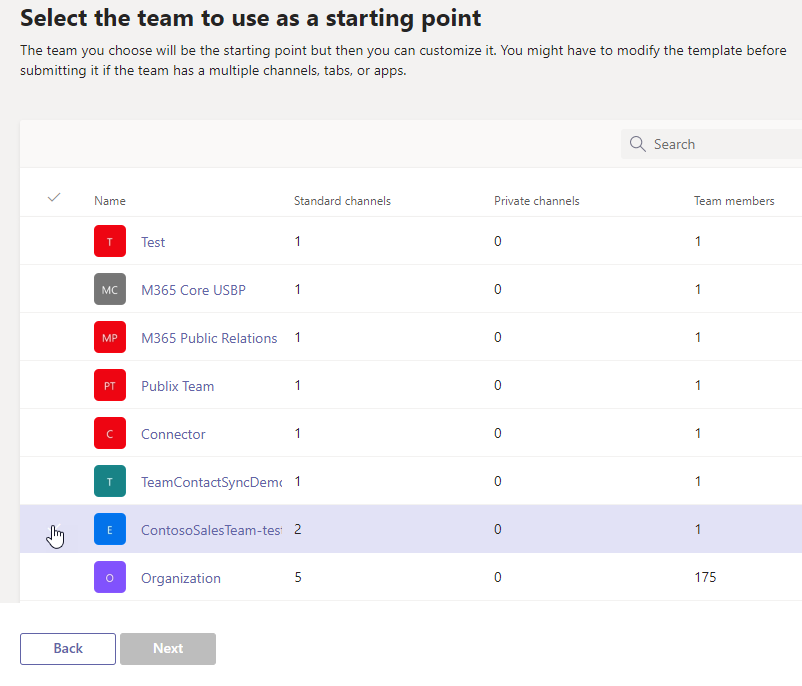 Select the team to use as a starting point
The team you choose will be the starting point but then you can customize it. You might have to modify the template before
submitting it if the team has a multiple channels, tabs, or apps.
Search
Name Standard channels Private channels Team members
T Test 1 0 1
MC M365 Core USBP 1 0 1
MP M365 Public Relations 1 0 1
PT Publix Team 1 0 1
C Connector 1 0 1
T TeamContactSyncDemo 1 0 1
E ContosoSalesTeam-test 2 0 1
O Organization 5 0 175
Back Next